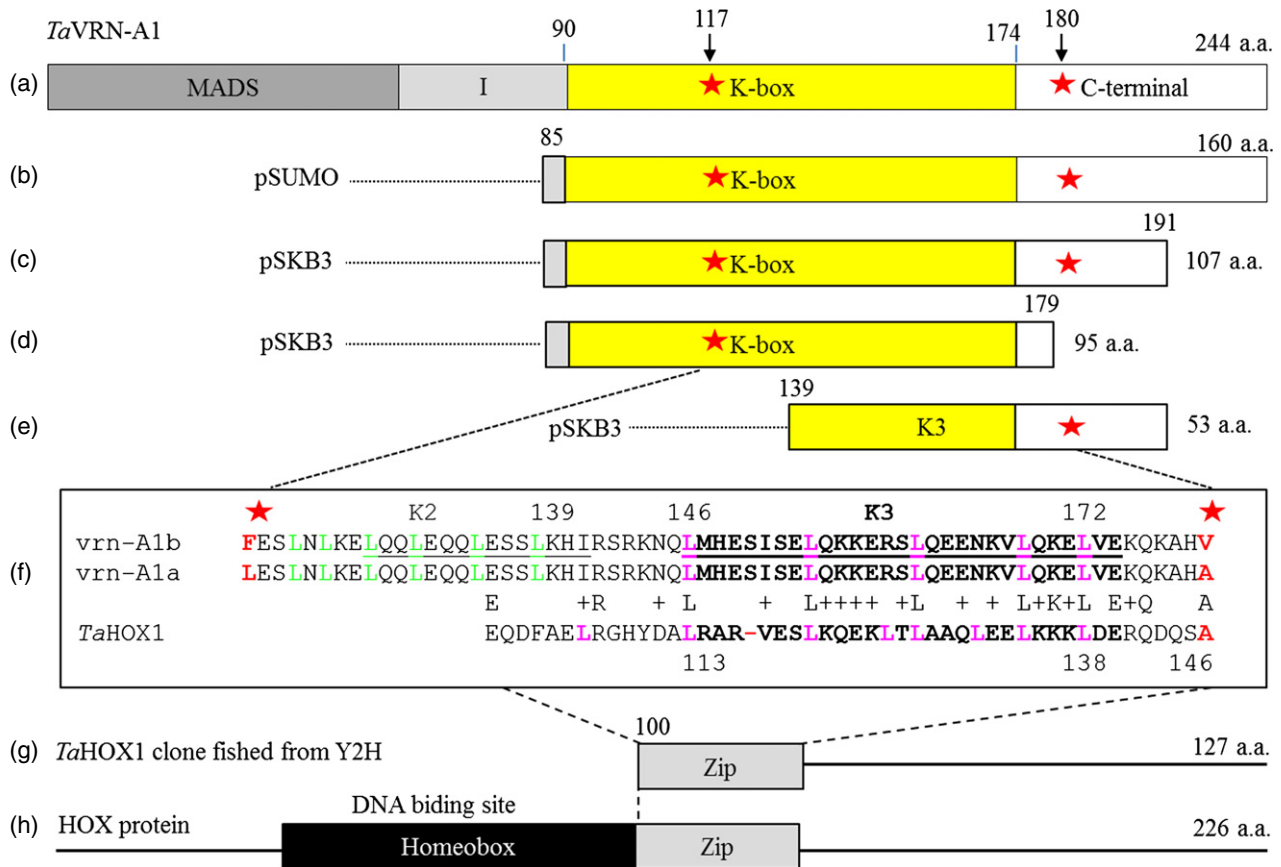 TaVRN-A1
90
117
174
180
244 a.a.
(a)
MADS
I
K-box
C-terminal
85
160 a.a.
(b)
pSUMO
K-box
191
(c)
pSKB3
K-box
107 a.a.
179
(d)
pSKB3
K-box
95 a.a.
139
(e)
pSKB3
K3
53 a.a.
K2 139 146 K3 172
vrn-A1b FESLNLKELQQLEQQLESSLKHIRSRKNQLMHESISELQKKERSLQEENKVLQKELVEKQKAHV
(f)
vrn-A1a LESLNLKELQQLEQQLESSLKHIRSRKNQLMHESISELQKKERSLQEENKVLQKELVEKQKAHA
E +R + L + L++++ +L + + L+K+L E+Q A
TaHOX1 EQDFAELRGHYDALRAR-VESLKQEKLTLAAQLEELKKKLDERQDQSA
113 138 146
100
(g)
TaHOX1 clone fished from Y2H
Zip
127 a.a.
DNA biding site
(h)
HOX protein
Homeobox
Zip
226 a.a.